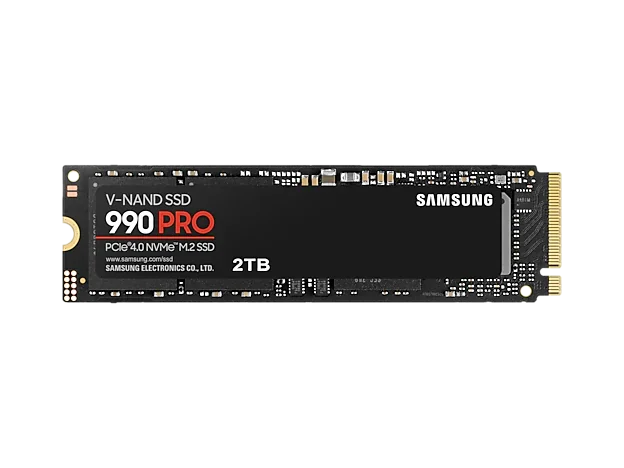 V-NAND SSD
990 PRO
PCIe®4.0 NVMe™ M.2 SSD
www.samsung.com/ssd
SAMSUNG ELECTRONICS CO., LTD.
2TB
SAMSUNG